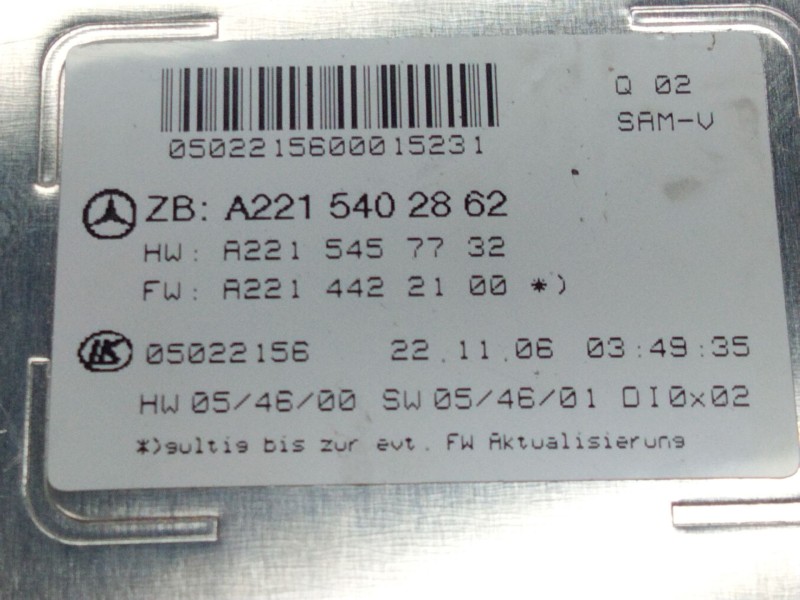 Q 02
SAM-V
0502215600015231
ZB: A221 540 28 62
HW: A221 545 77 32
FW: A221 442 21 00 *)
LK 05022156 22.11.06 03:49:35
HW 05/46/00 SW 05/46/01 DI0x02
*)gultig bis zur evt. FW Aktualisierung